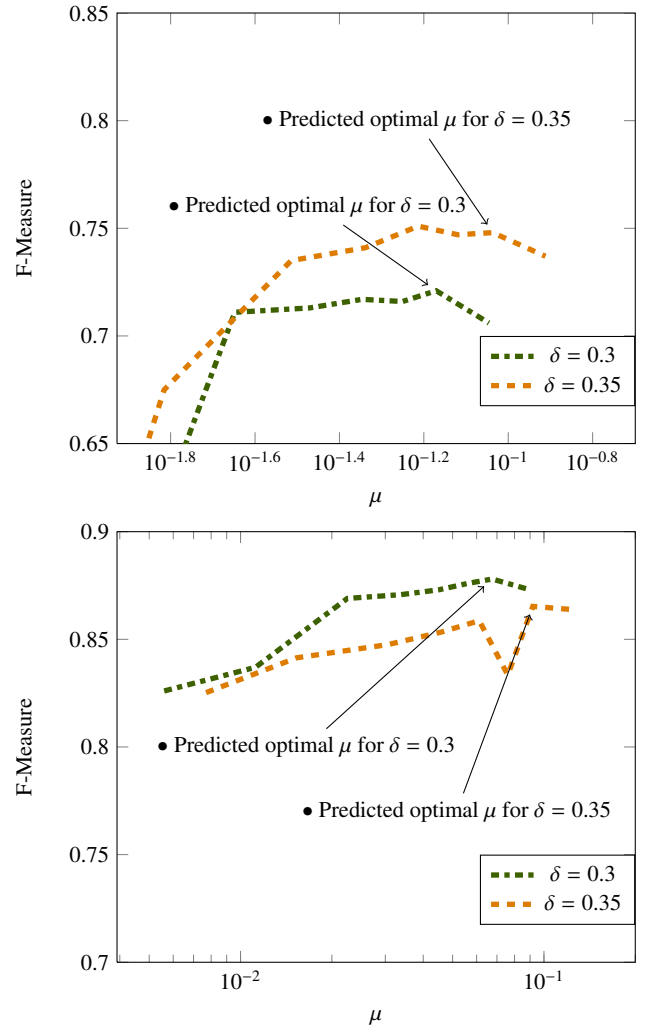 0.85
0.8
0.75
0.7
0.65
F-Measure
● Predicted optimal μ for δ = 0.35
● Predicted optimal μ for δ = 0.3
δ = 0.3
δ = 0.35
10^−1.8 10^−1.6 10^−1.4 10^−1.2 10^−1 10^−0.8
μ
0.9
0.85
0.8
0.75
0.7
F-Measure
● Predicted optimal μ for δ = 0.3
● Predicted optimal μ for δ = 0.35
δ = 0.3
δ = 0.35
10^−2 10^−1
μ